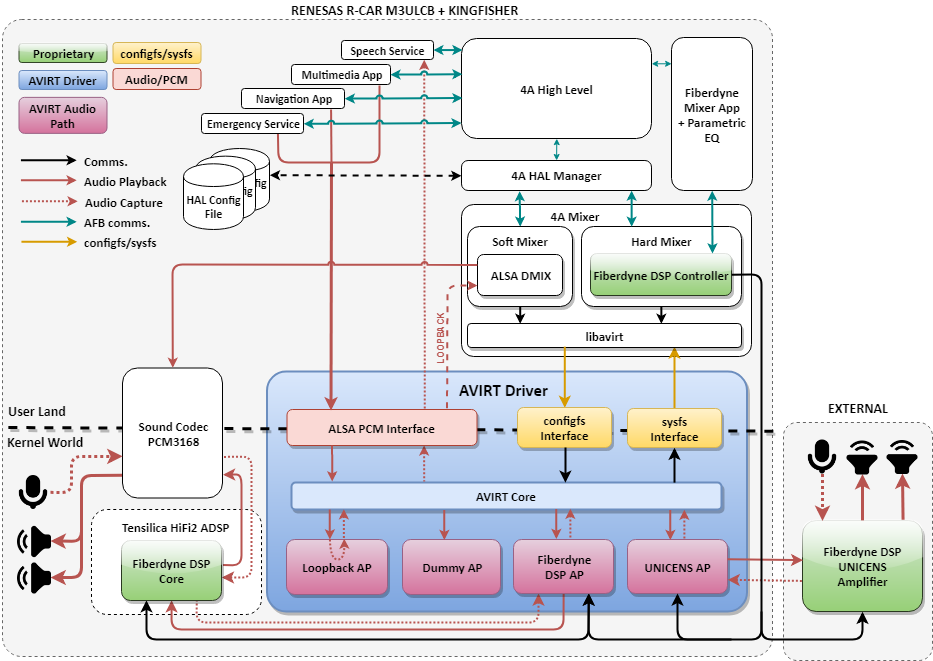 RENESAS R-CAR M3ULCB + KINGFISHER
Proprietary
configfs/sysfs
AVIRT Driver
Audio/PCM
AVIRT Audio
Path
Comms.
Audio Playback
Audio Capture
AFB comms.
configfs/sysfs
Speech Service
Multimedia App
Navigation App
Emergency Service
4A High Level
Fiberdyne
Mixer App
+ Parametric
EQ
HAL Config
File
ig
fig
4A HAL Manager
4A Mixer
Soft Mixer
ALSA DMIX
Hard Mixer
Fiberdyne DSP Controller
libavirt
LOOPBACK
AVIRT Driver
User Land
Kernel World
Sound Codec
PCM3168
ALSA PCM Interface
configfs
Interface
sysfs
Interface
AVIRT Core
Tensilica HiFi2 ADSP
Fiberdyne DSP
Core
Loopback AP
Dummy AP
Fiberdyne
DSP AP
UNICENS AP
EXTERNAL
Fiberdyne DSP
UNICENS
Amplifier